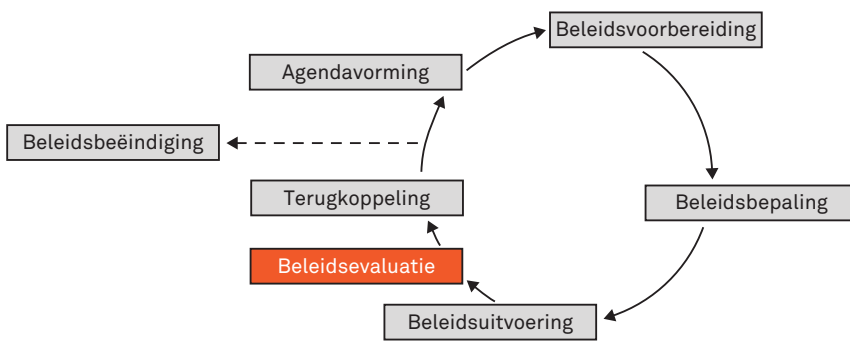 Beleidsvoorbereiding
Agendavorming
Beleidsbeëindiging
Terugkoppeling
Beleidsbepaling
Beleidsevaluatie
Beleidsuitvoering